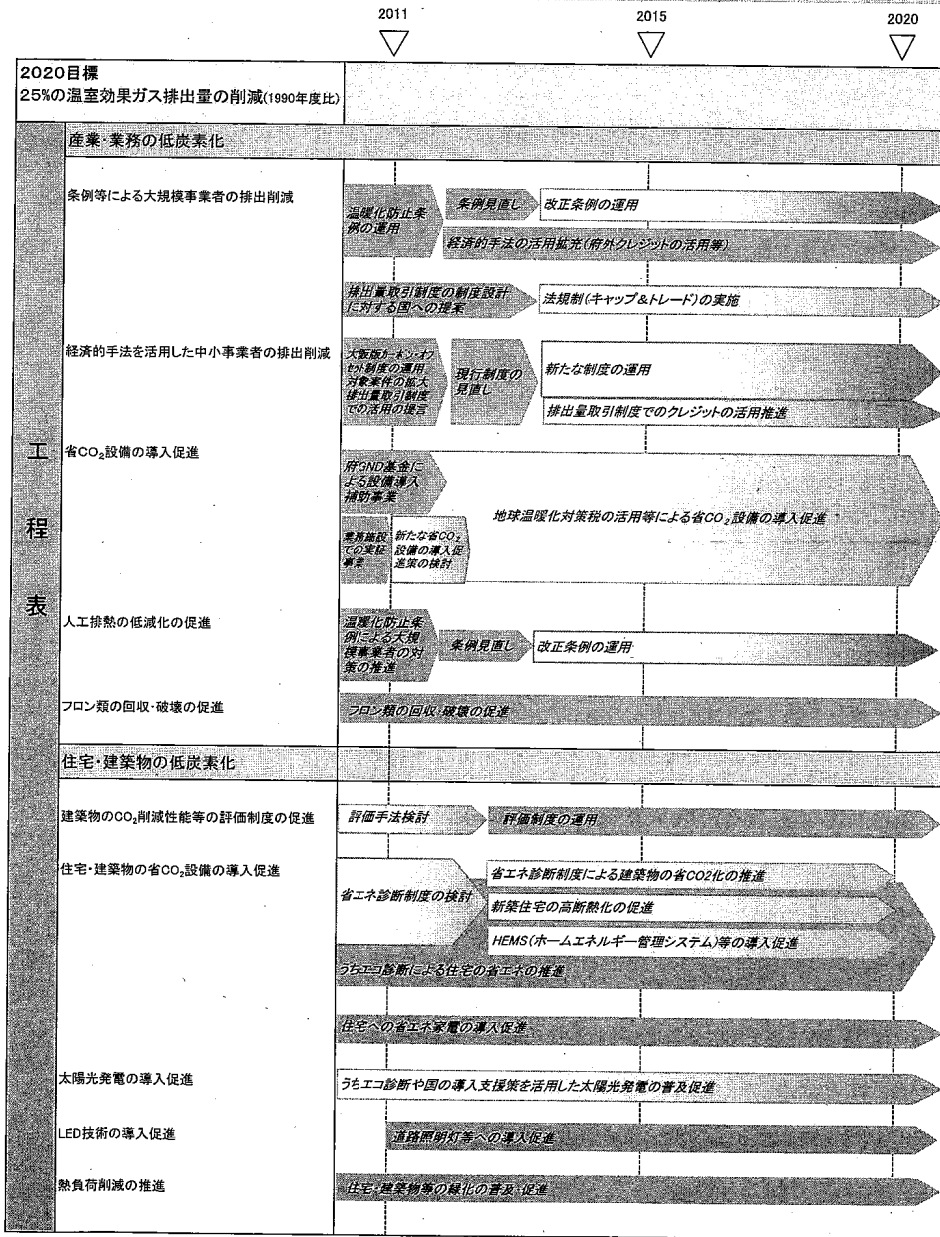 2011
2015
2020
2020目標
25%の温室効果ガス排出量の削減(1990年度比)
工程表
産業・業務の低炭素化
条例等による大規模事業者の排出削減
温暖化防止条
例の運用
条例見直し
改正条例の運用
経済的手法の活用拡充(府外クレジットの活用等)
排出量取引制度の制度設計
に対する国への提案
法規制(キャップ&トレード)の実施
経済的手法を活用した中小事業者の排出削減
大阪版カーボン・オフ
セット制度の運用
対象案件の拡大
排出量取引制度
での活用の提言
現行制度の
見直し
新たな制度の運用
排出量取引制度でのクレジットの活用推進
省CO₂設備の導入促進
府GND基金に
よる設備導入
補助事業
地球温暖化対策税の活用等による省CO₂設備の導入促進
業務施設
での実証
事業
新たな省CO₂
設備の導入促
進策の検討
人工排熱の低減化の促進
温暖化防止条
例による大規
模事業者の対
策の推進
条例見直し
改正条例の運用
フロン類の回収・破壊の促進
フロン類の回収・破壊の促進
住宅・建築物の低炭素化
建築物のCO₂削減性能等の評価制度の促進
評価手法検討
評価制度の運用
住宅・建築物の省CO₂設備の導入促進
省エネ診断制度の検討
省エネ診断制度による建築物の省CO2化の推進
新築住宅の高断熱化の促進
HEMS(ホームエネルギー管理システム)等の導入促進
うちエコ診断による住宅の省エネの推進
住宅への省エネ家電の導入促進
太陽光発電の導入促進
うちエコ診断や国の導入支援策を活用した太陽光発電の普及促進
LED技術の導入促進
道路照明灯等への導入促進
熱負荷削減の推進
住宅・建築物等の緑化の普及・促進